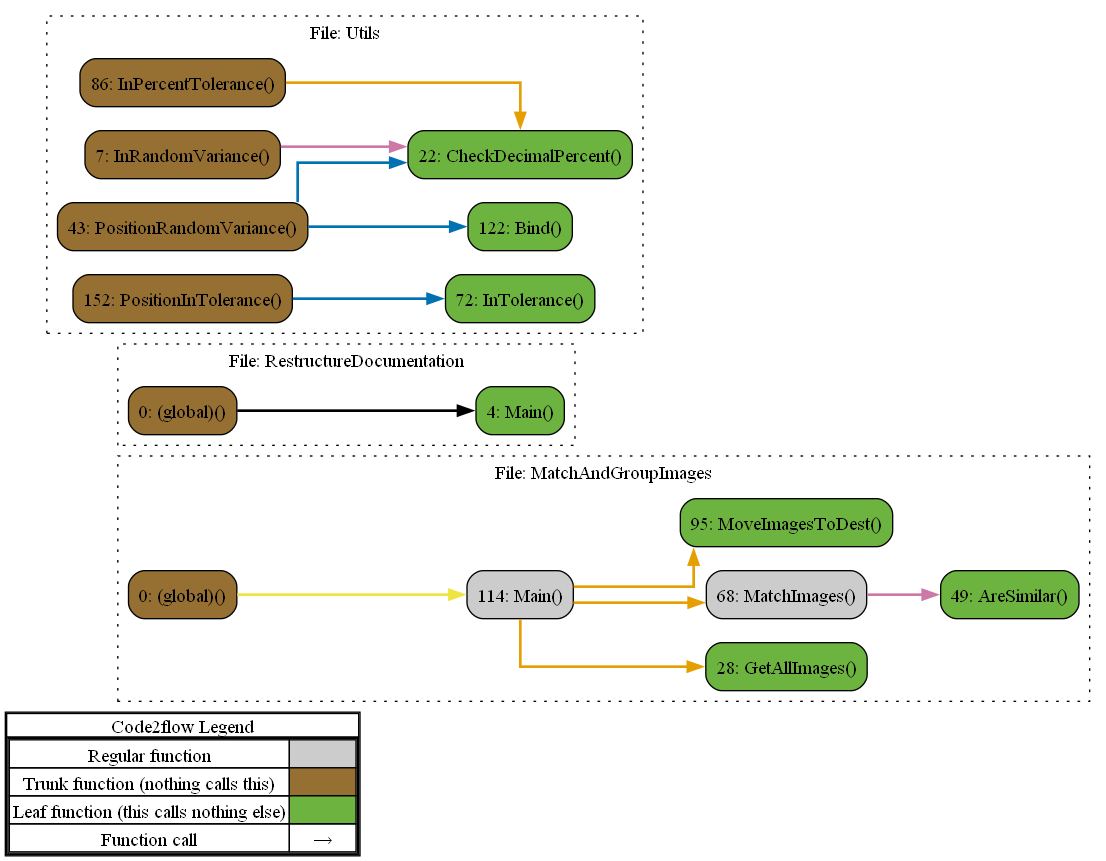 File: Utils
86: InPercentTolerance()
7: InRandomVariance()
22: CheckDecimalPercent()
43: PositionRandomVariance()
122: Bind()
152: PositionInTolerance()
72: InTolerance()
File: RestructureDocumentation
0: (global)()
4: Main()
File: MatchAndGroupImages
95: MoveImagesToDest()
0: (global)()
114: Main()
68: MatchImages()
49: AreSimilar()
28: GetAllImages()
Code2flow Legend
Regular function
Trunk function (nothing calls this)
Leaf function (this calls nothing else)
Function call →